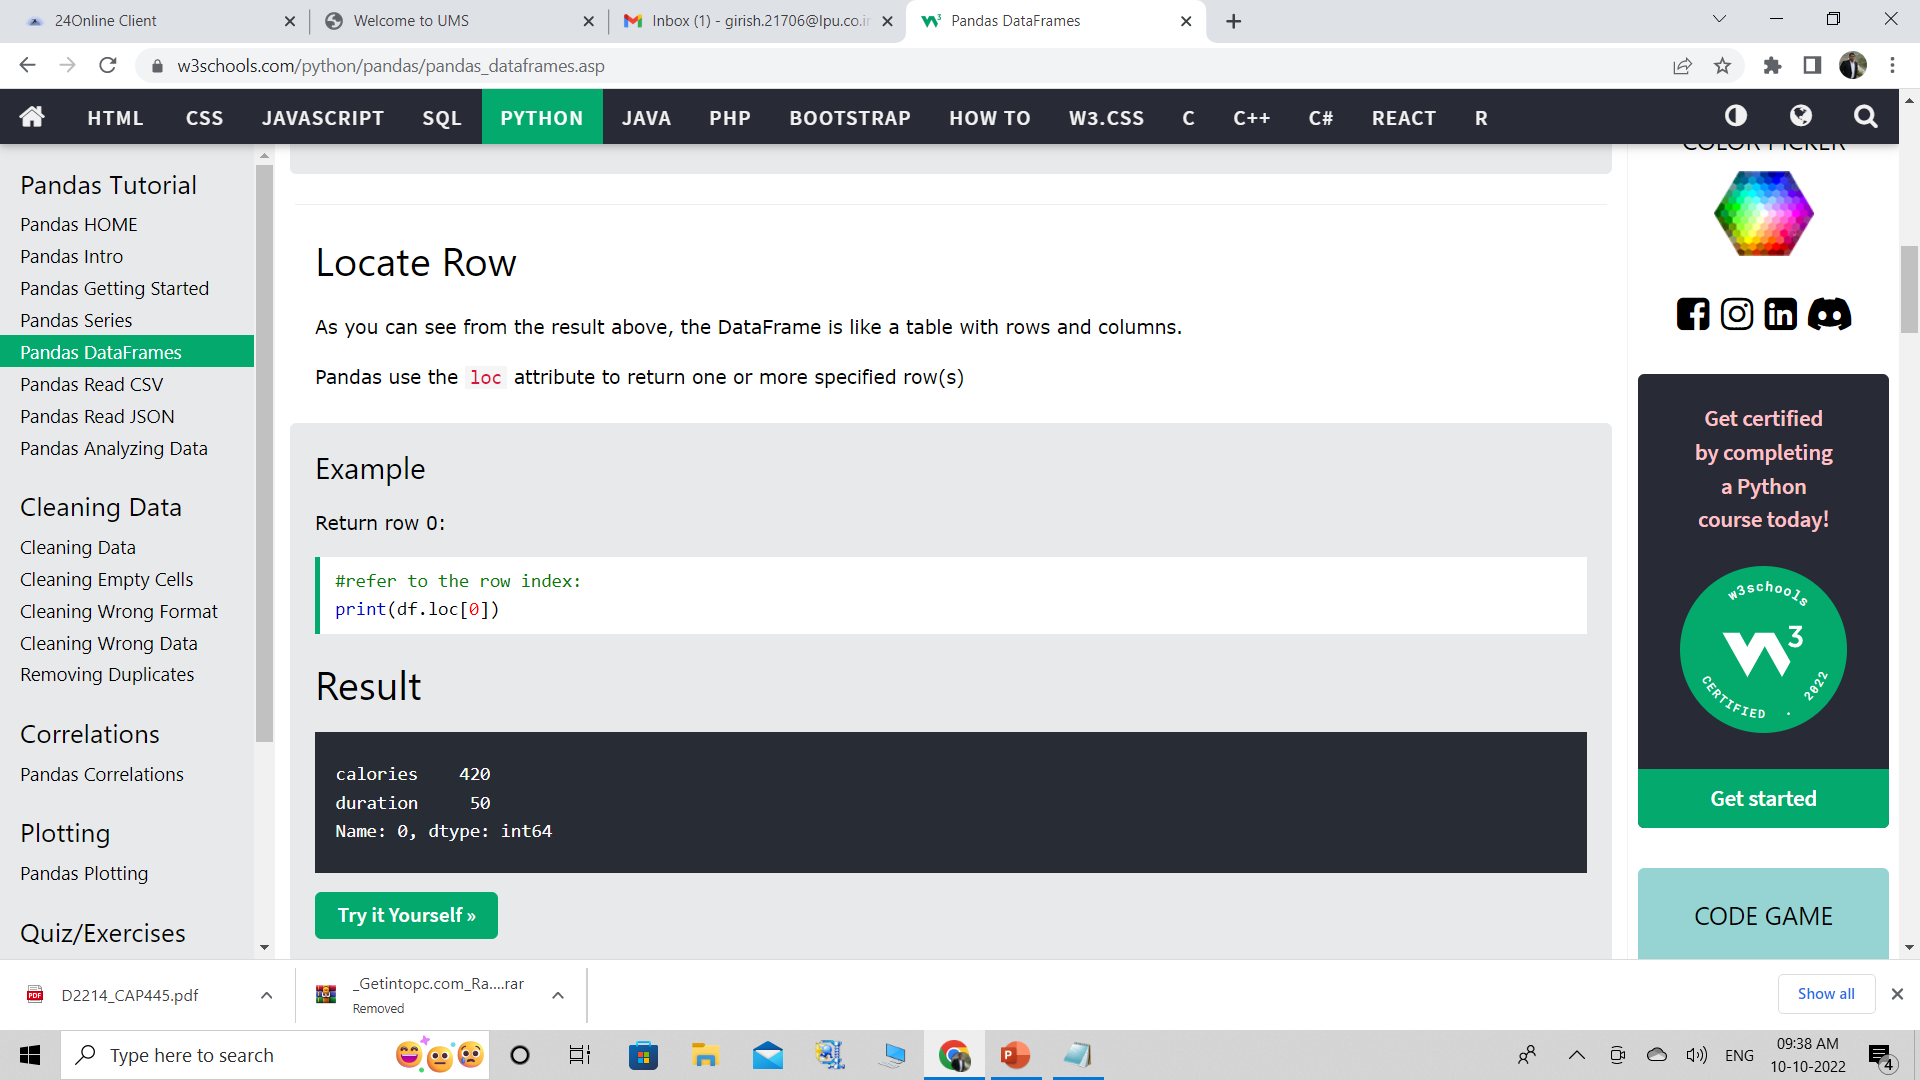 24Online Client
Welcome to UMS
Inbox (1) - girish.21706@lpu.co.in
Pandas DataFrames
w3schools.com/python/pandas/pandas_dataframes.asp
HTML CSS JAVASCRIPT SQL PYTHON JAVA PHP BOOTSTRAP HOW TO W3.CSS C C++ C# REACT R
Pandas Tutorial
Pandas HOME
Pandas Intro
Pandas Getting Started
Pandas Series
Pandas DataFrames
Pandas Read CSV
Pandas Read JSON
Pandas Analyzing Data
Cleaning Data
Cleaning Data
Cleaning Empty Cells
Cleaning Wrong Format
Cleaning Wrong Data
Removing Duplicates
Correlations
Pandas Correlations
Plotting
Pandas Plotting
Quiz/Exercises
Locate Row
As you can see from the result above, the DataFrame is like a table with rows and columns.
Pandas use the loc attribute to return one or more specified row(s)
Example
Return row 0:
#refer to the row index:
print(df.loc[0])
Result
calories    420
duration     50
Name: 0, dtype: int64
Try it Yourself »
COLOR PICKER
Get certified
by completing
a Python
course today!
w3schools
W3
CERTIFIED . 2022
Get started
CODE GAME
D2214_CAP445.pdf
_Getintopc.com_Ra....rar
Removed
Show all
Type here to search
ENG
09:38 AM
10-10-2022
4